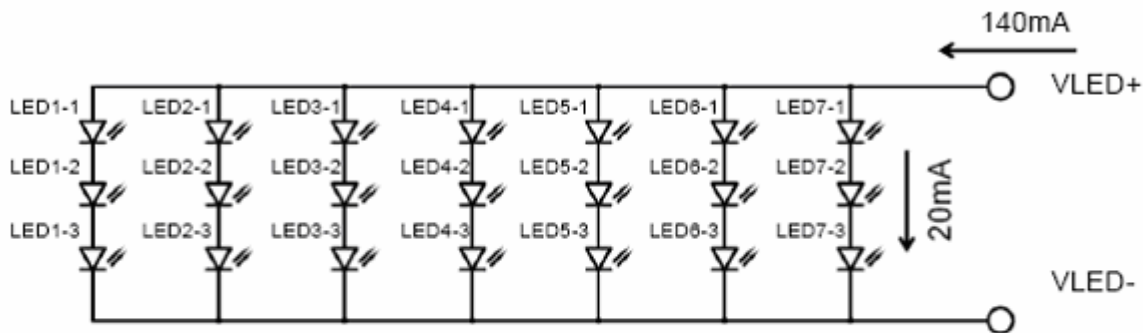 140mA
VLED+
LED1-1 LED2-1 LED3-1 LED4-1 LED5-1 LED6-1 LED7-1
LED1-2 LED2-2 LED3-2 LED4-2 LED5-2 LED6-2 LED7-2
20mA
LED1-3 LED2-3 LED3-3 LED4-3 LED5-3 LED6-3 LED7-3
VLED-